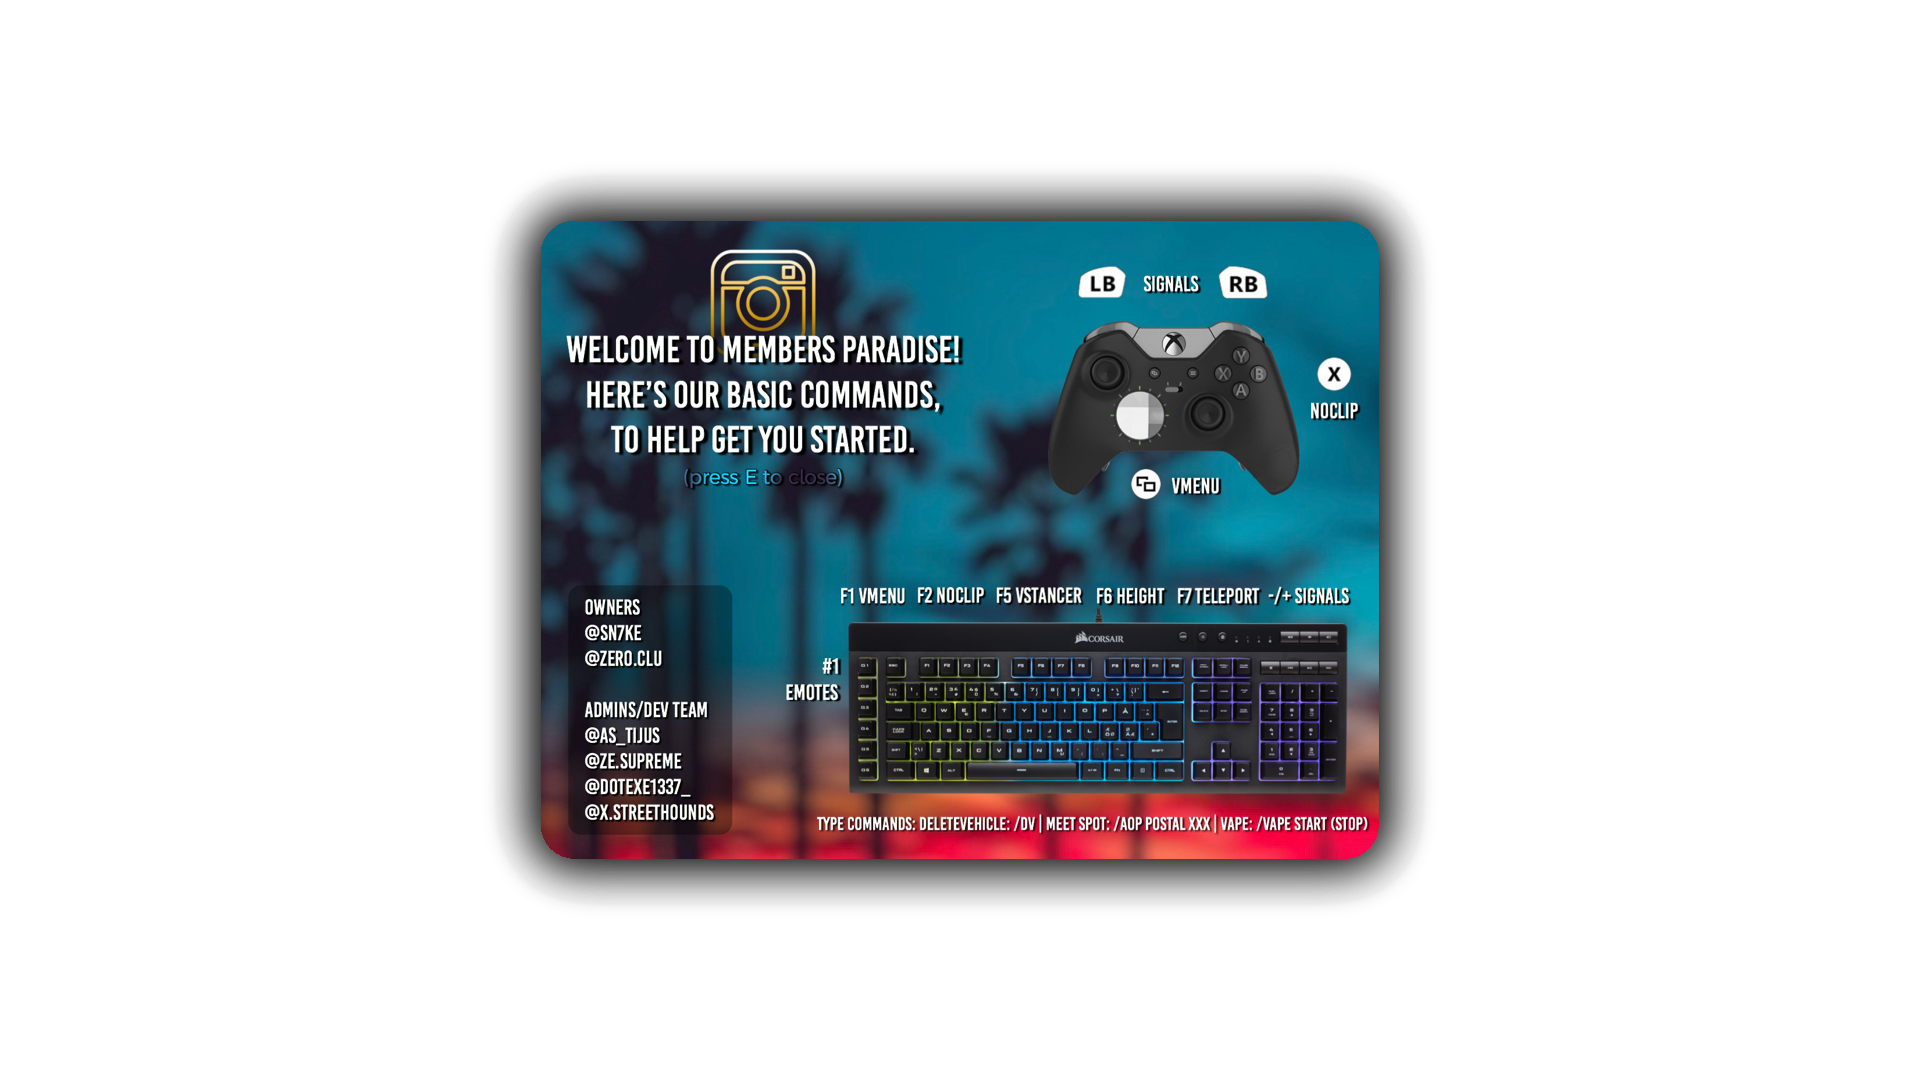 WELCOME TO MEMBERS PARADISE!
HERE'S OUR BASIC COMMANDS,
TO HELP GET YOU STARTED.
(press E to close)
LB SIGNALS RB
Y
X B
A
X
NOCLIP
VMENU
OWNERS
@SN7KE
@ZERO.CLU
ADMINS/DEV TEAM
@AS_TIJUS
@ZE.SUPREME
@DOTEXE1337_
@X.STREETHOUNDS
F1 VMENU F2 NOCLIP F5 VSTANCER F6 HEIGHT F7 TELEPORT -/+ SIGNALS
#1
EMOTES
CORSAIR
TYPE COMMANDS: DELETEVEHICLE: /DV | MEET SPOT: /AOP POSTAL XXX | VAPE: /VAPE START (STOP)